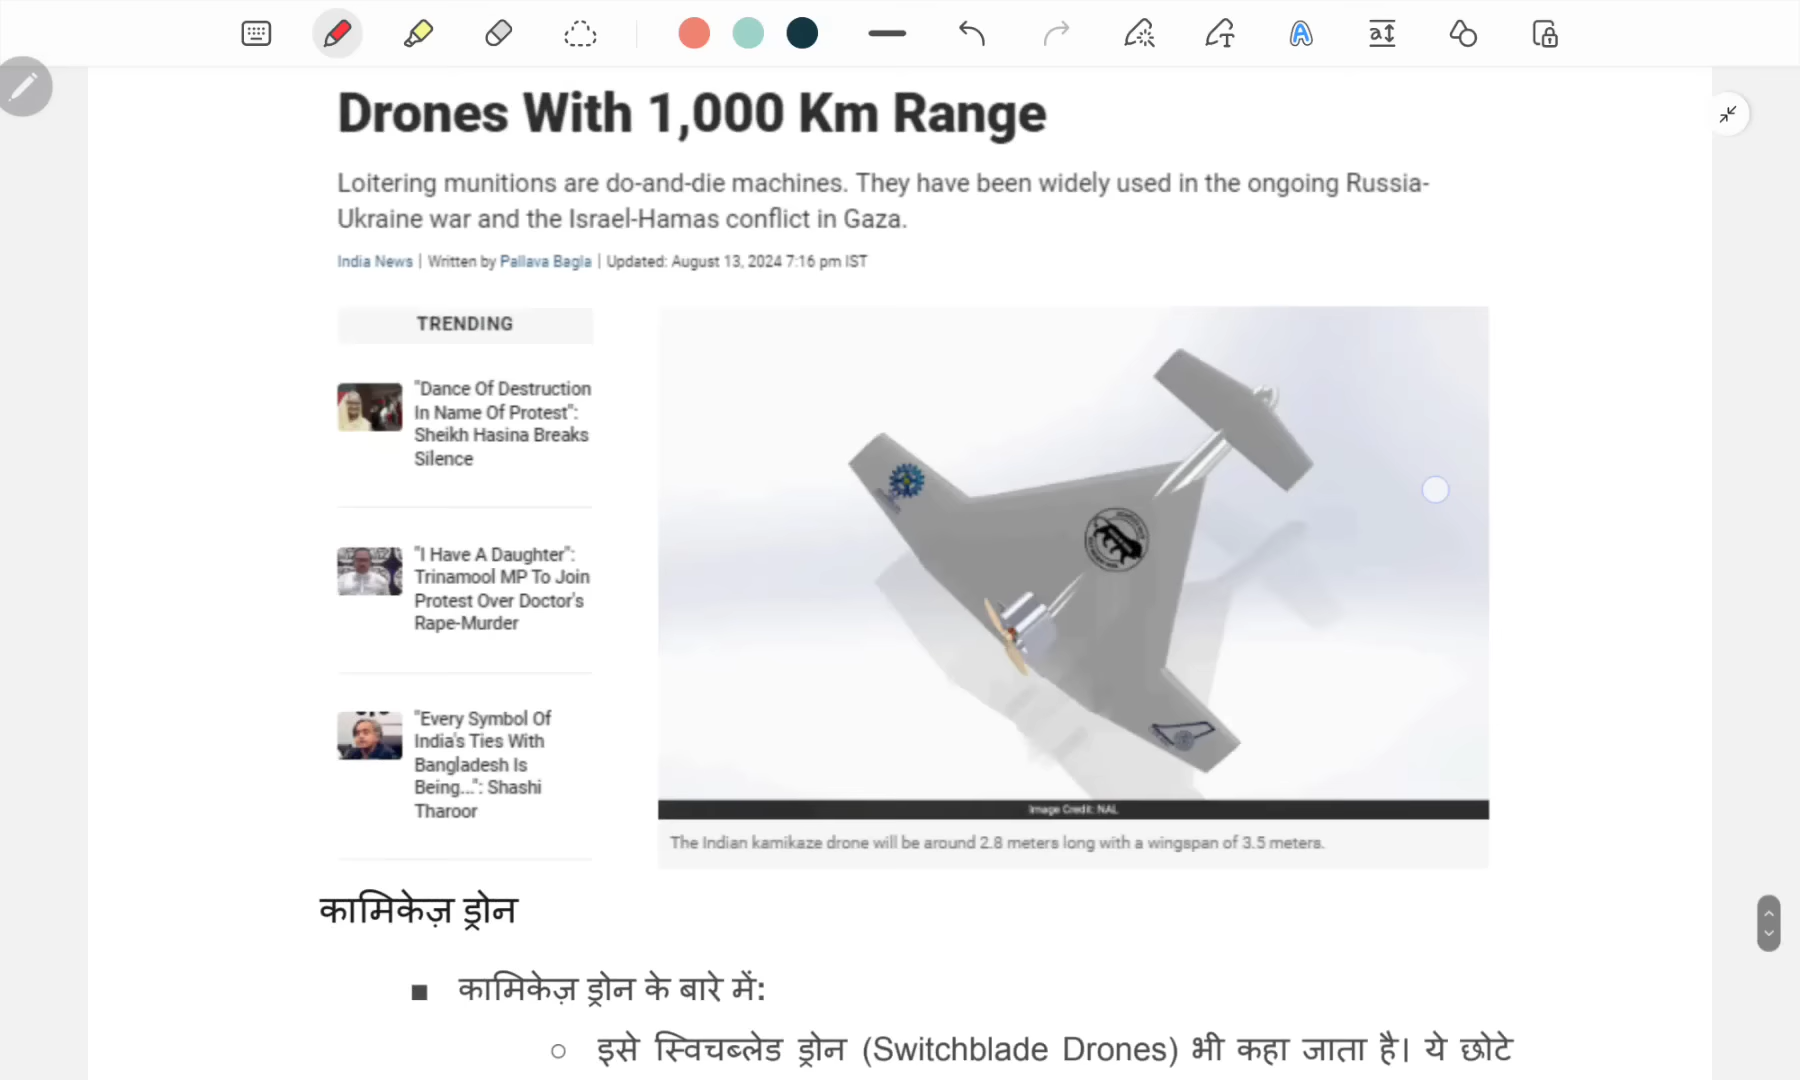 Drones With 1,000 Km Range
Loitering munitions are do-and-die machines. They have been widely used in the ongoing Russia-
Ukraine war and the Israel-Hamas conflict in Gaza.
India News | Written by Pallava Bagla | Updated: August 13, 2024 7:16 pm IST
TRENDING
"Dance Of Destruction
In Name Of Protest":
Sheikh Hasina Breaks
Silence
"I Have A Daughter":
Trinamool MP To Join
Protest Over Doctor's
Rape-Murder
"Every Symbol Of
India's Ties With
Bangladesh Is
Being...": Shashi
Tharoor
Image Credit: NAL
The Indian kamikaze drone will be around 2.8 meters long with a wingspan of 3.5 meters.
कामिकेज़ ड्रोन
■ कामिकेज़ ड्रोन के बारे में:
○ इसे स्विचब्लेड ड्रोन (Switchblade Drones) भी कहा जाता है। ये छोटे